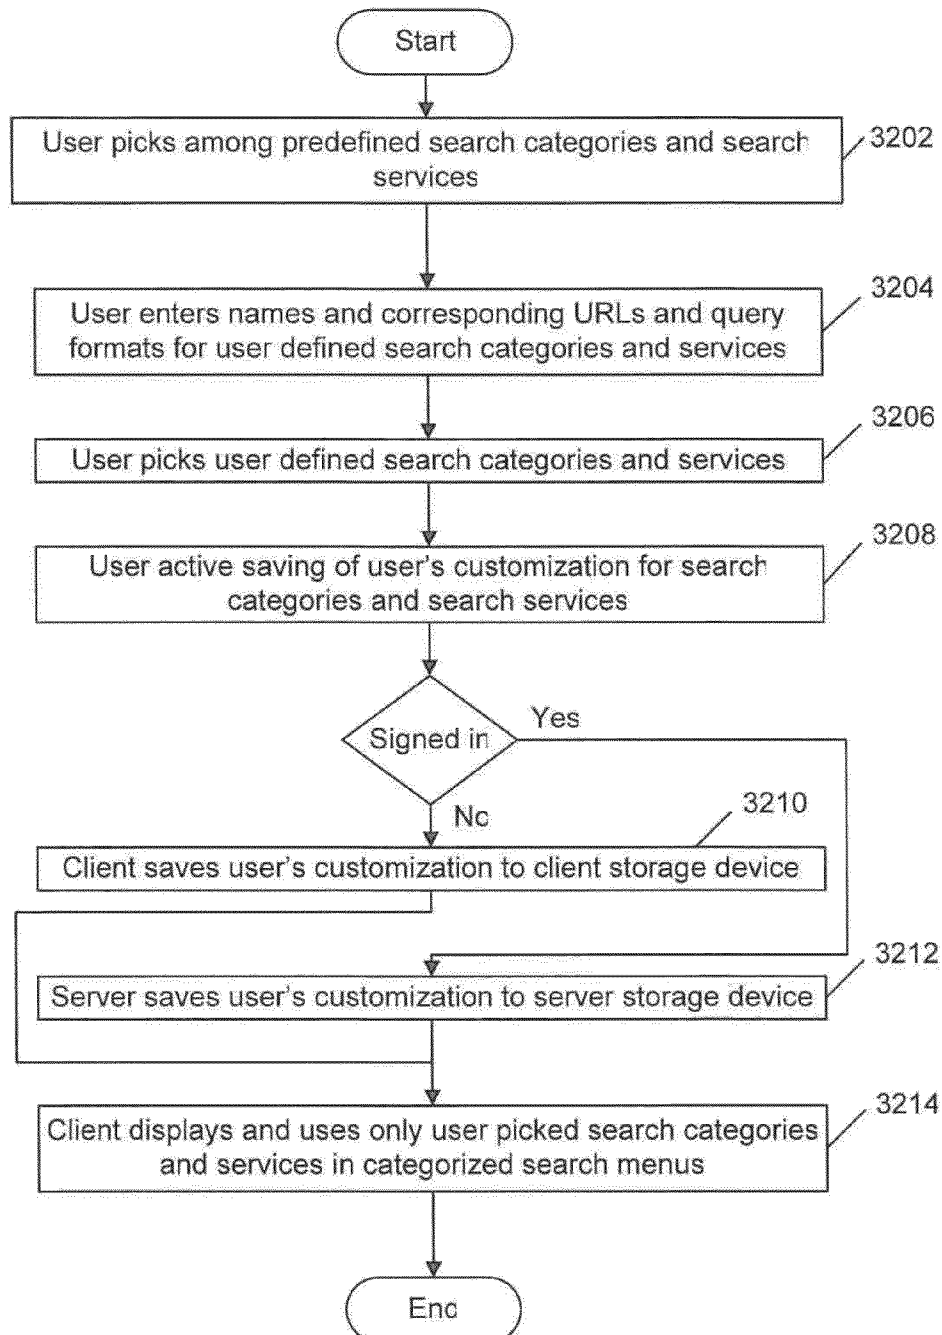 Start
User picks among predefined search categories and search
services
3202
User enters names and corresponding URLs and query
formats for user defined search categories and services
3204
User picks user defined search categories and services
3206
User active saving of user's customization for search
categories and search services
3208
Signed in
Yes
No
Client saves user's customization to client storage device
3210
Server saves user's customization to server storage device
3212
Client displays and uses only user picked search categories
and services in categorized search menus
3214
End